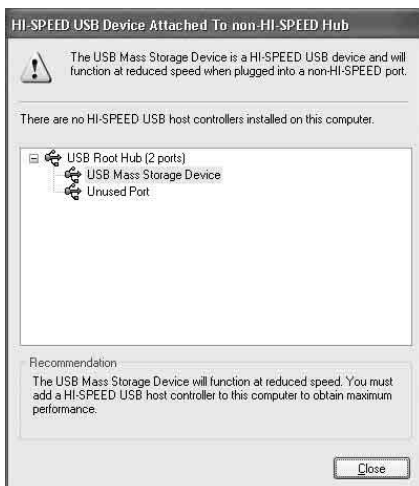 HI-SPEED USB Device Attached To non-HI-SPEED Hub
The USB Mass Storage Device is a HI-SPEED USB device and will
function at reduced speed when plugged into a non-HI-SPEED port.
There are no HI-SPEED USB host controllers installed on this computer.
USB Root Hub (2 ports)
USB Mass Storage Device
Unused Port
Recommendation
The USB Mass Storage Device will function at reduced speed. You must
add a HI-SPEED USB host controller to this computer to obtain maximum
performance.
Close